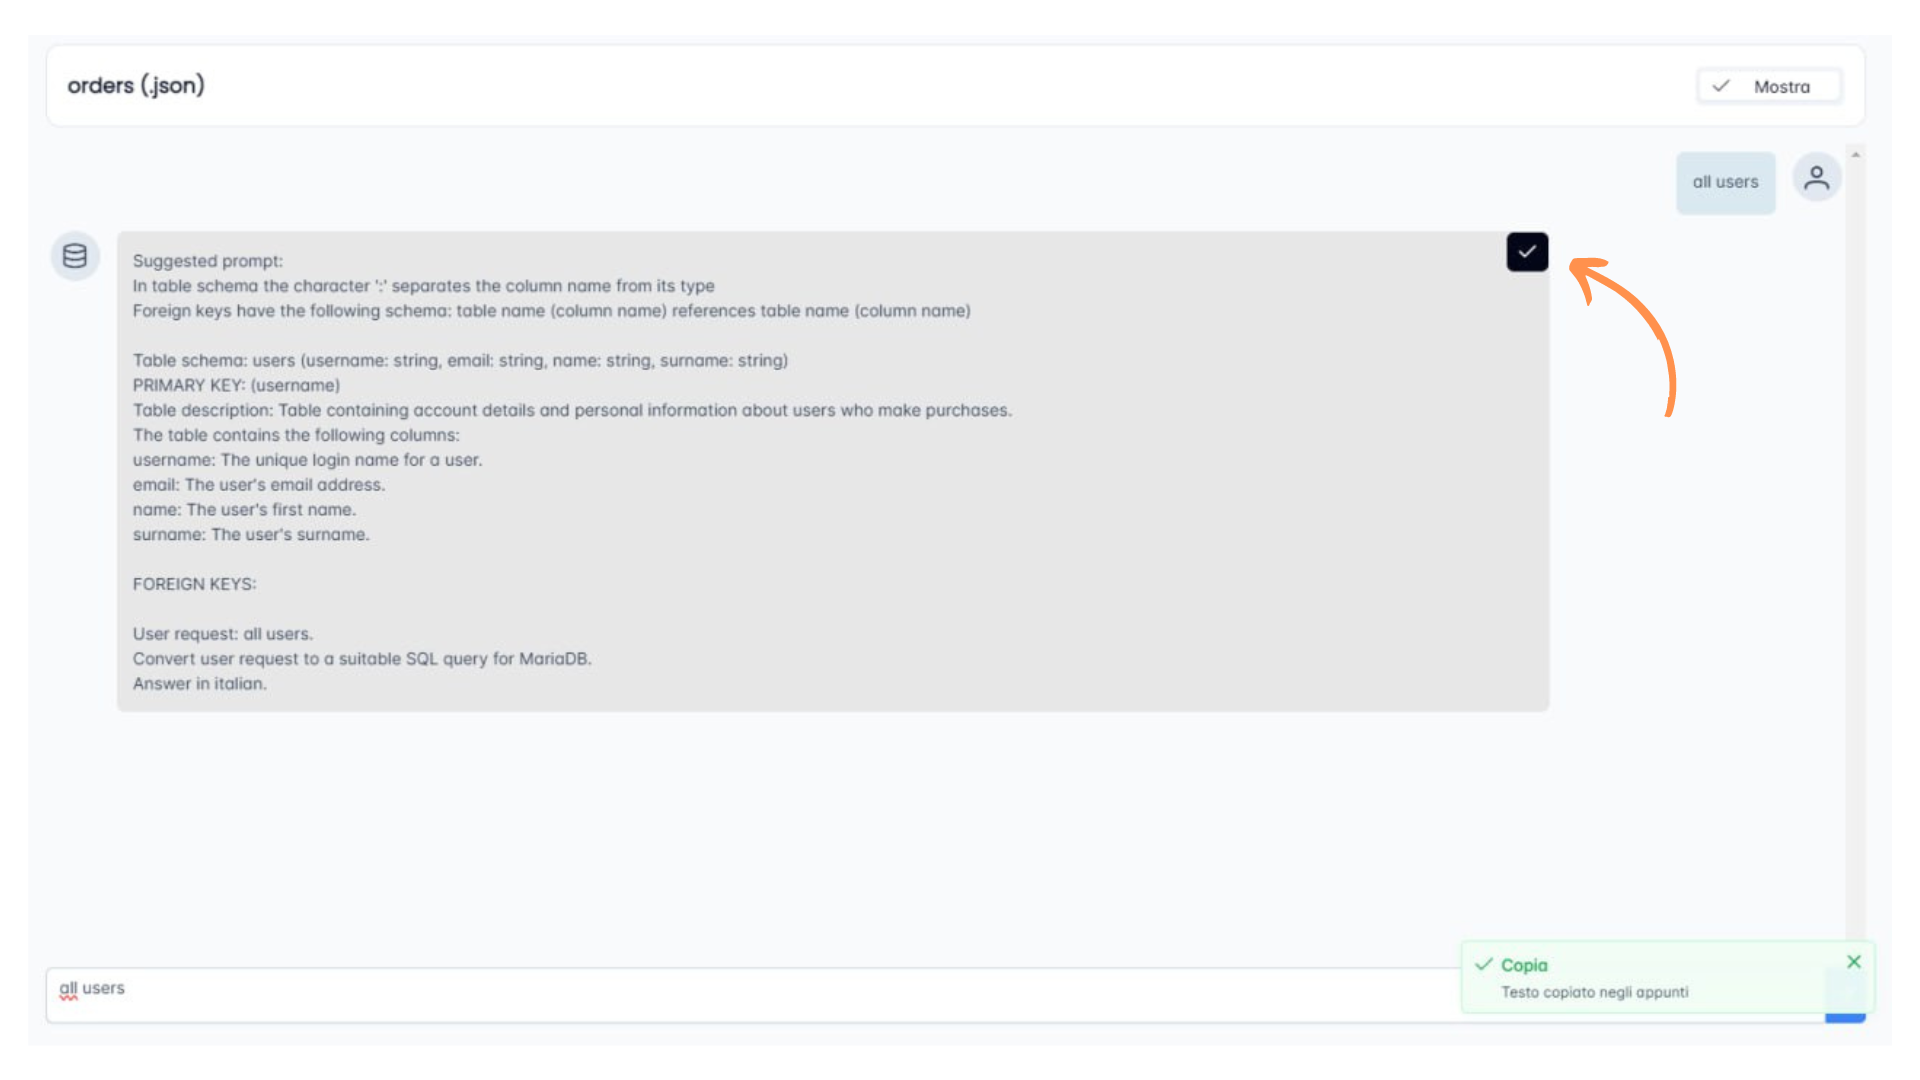 orders (.json)
Mostra
all users
Suggested prompt:
In table schema the character ':' separates the column name from its type
Foreign keys have the following schema: table name (column name) references table name (column name)
Table schema: users (username: string, email: string, name: string, surname: string)
PRIMARY KEY: (username)
Table description: Table containing account details and personal information about users who make purchases.
The table contains the following columns:
username: The unique login name for a user.
email: The user's email address.
name: The user's first name.
surname: The user's surname.
FOREIGN KEYS:
User request: all users.
Convert user request to a suitable SQL query for MariaDB.
Answer in italian.
all users
Copia
Testo copiato negli appunti